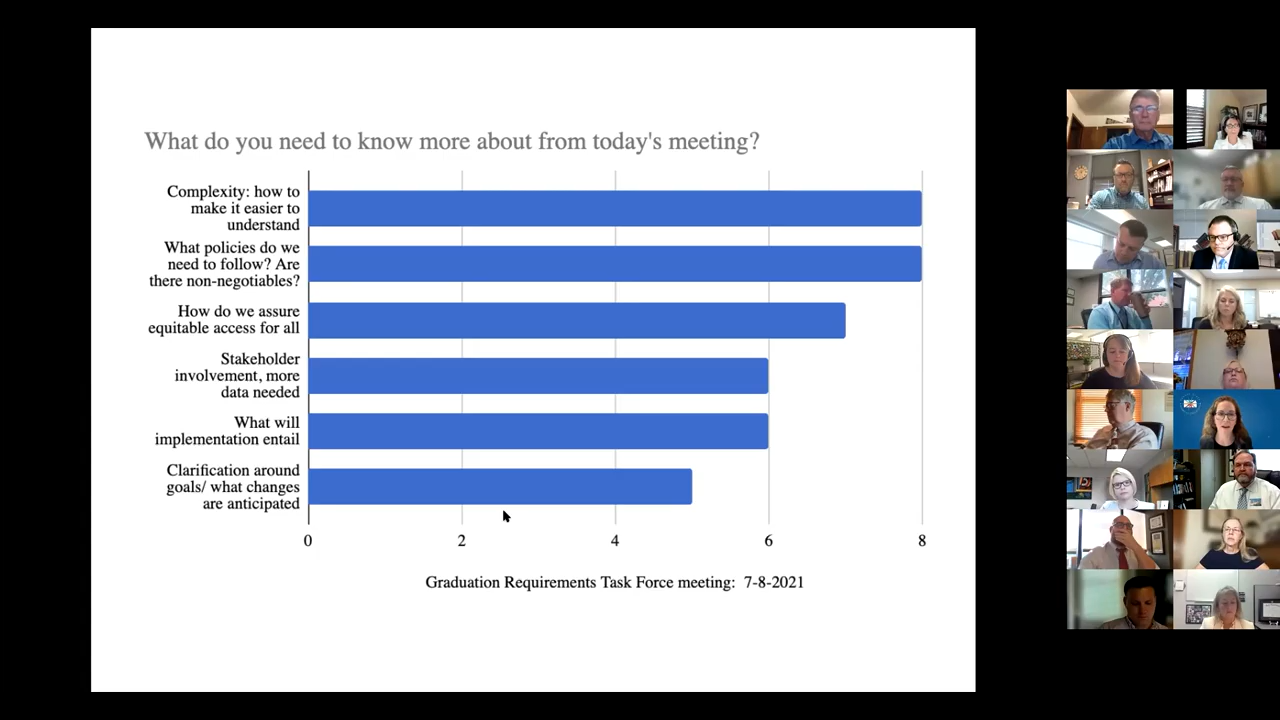 What do you need to know more about from today's meeting?
Complexity: how to
make it easier to
understand
What policies do we
need to follow? Are
there non-negotiables?
How do we assure
equitable access for all
Stakeholder
involvement, more
data needed
What will
implementation entail
Clarification around
goals/ what changes
are anticipated
0 2 4 6 8
Graduation Requirements Task Force meeting: 7-8-2021